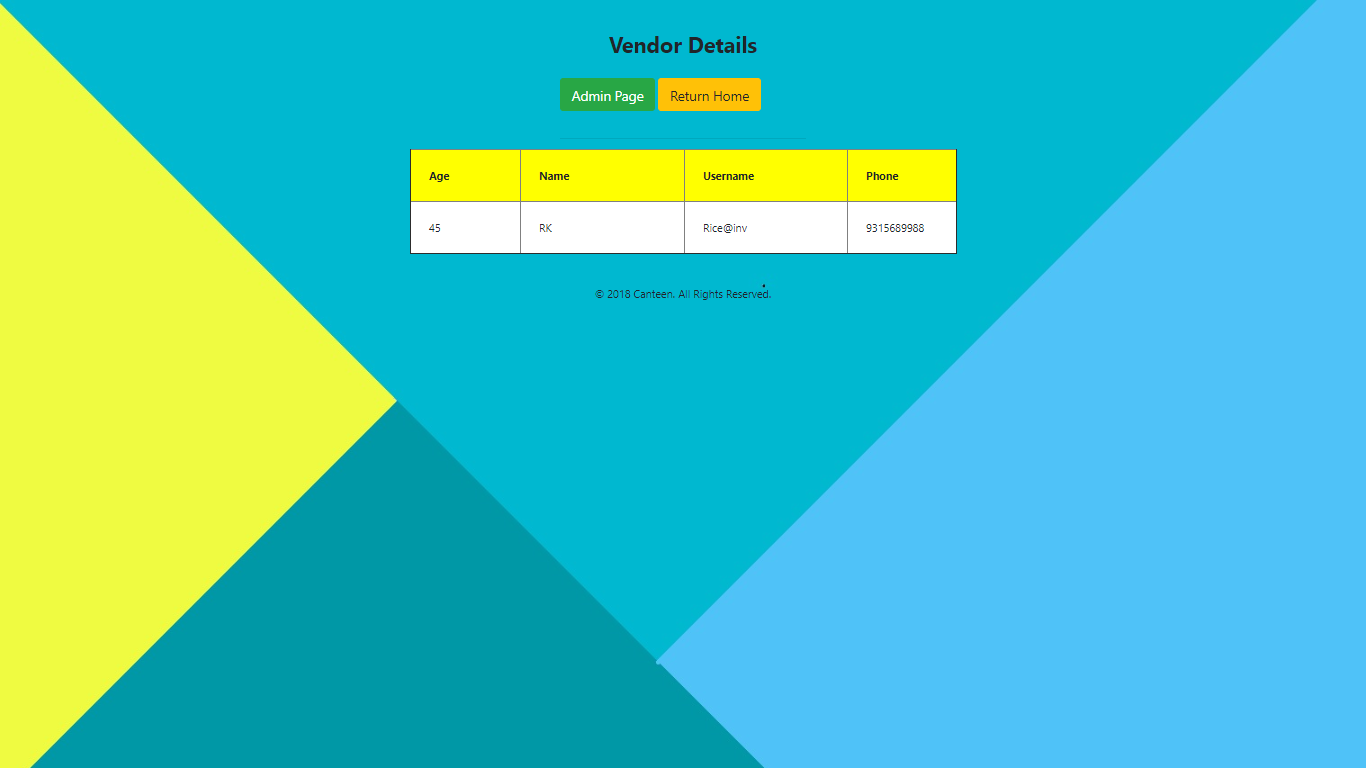 Vendor Details
Admin Page Return Home
Age Name Username Phone
45 RK Rice@inv 9315689988
© 2018 Canteen. All Rights Reserved.